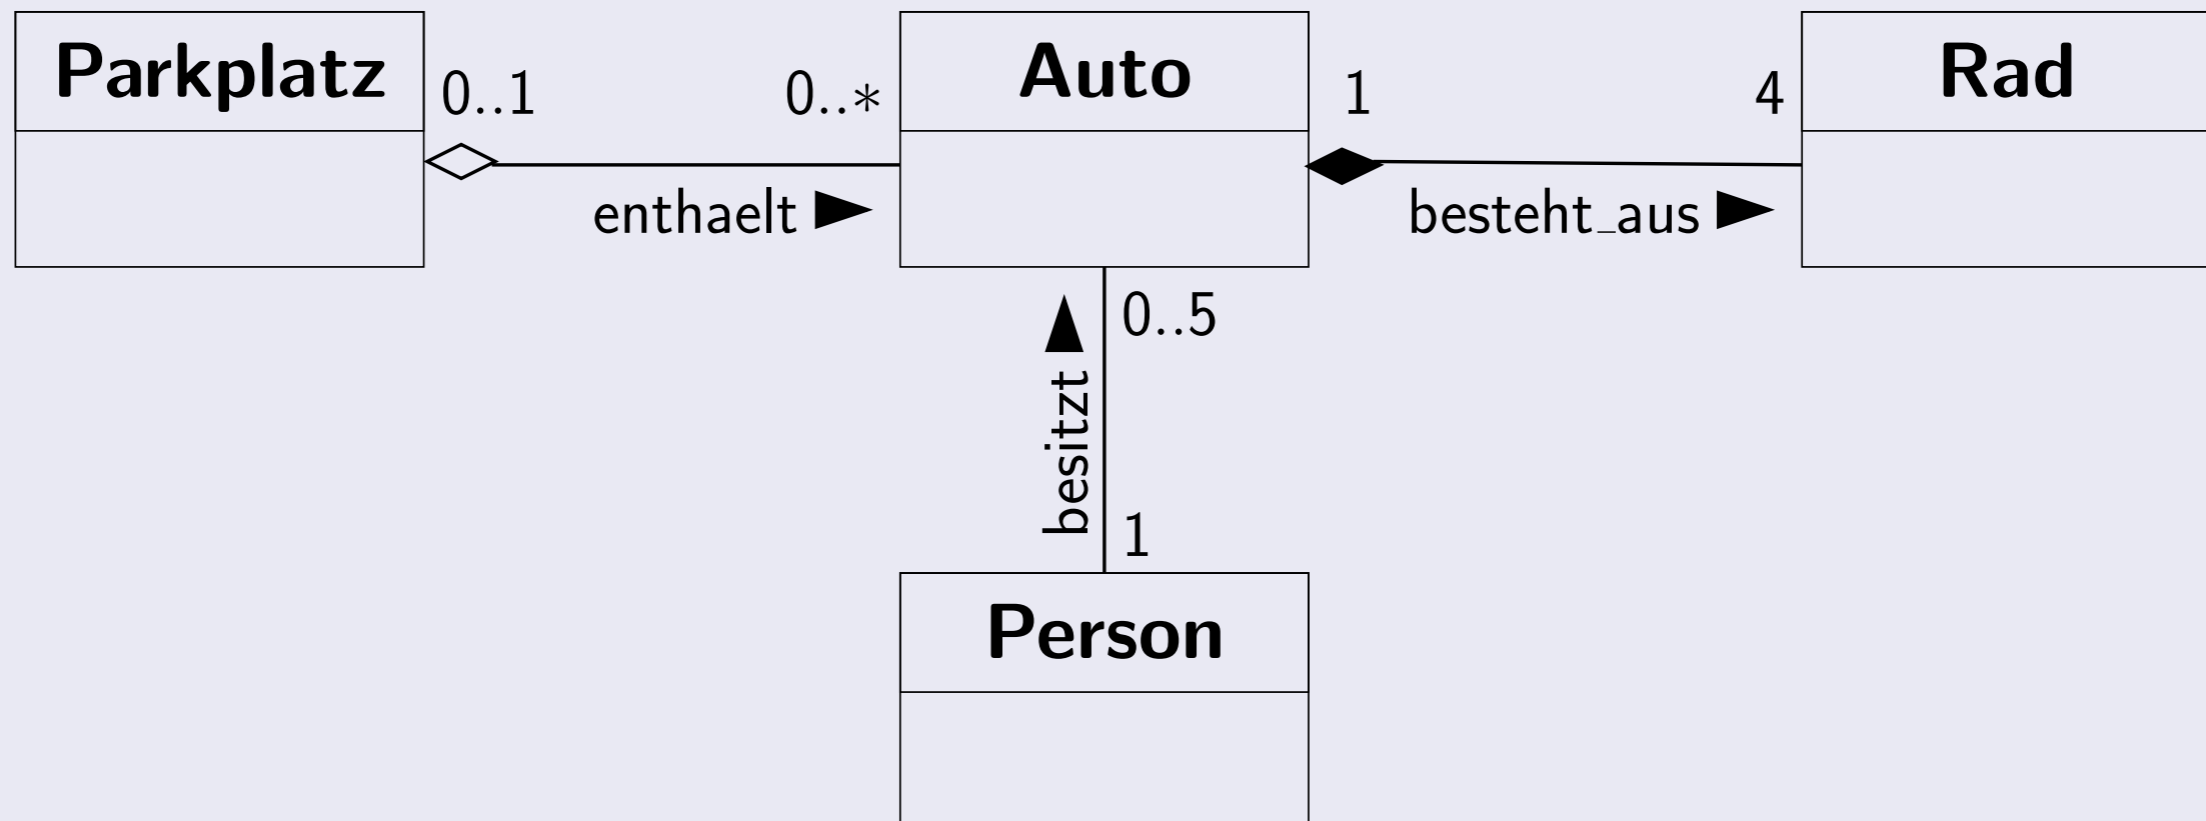 Parkplatz
0..1
0..*
Auto
1
4
Rad
enthaelt ►
besteht_aus ►
0..5
besitzt ►
1
Person